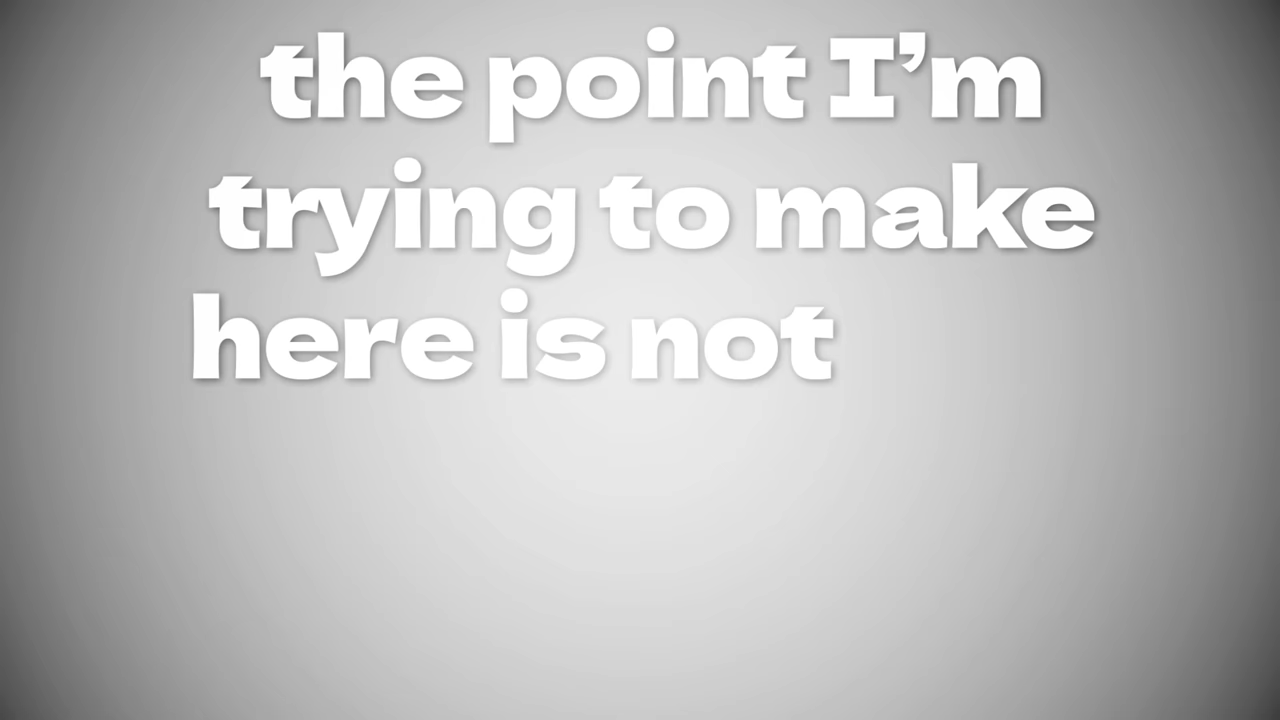 the point I’m
trying to make
here is not